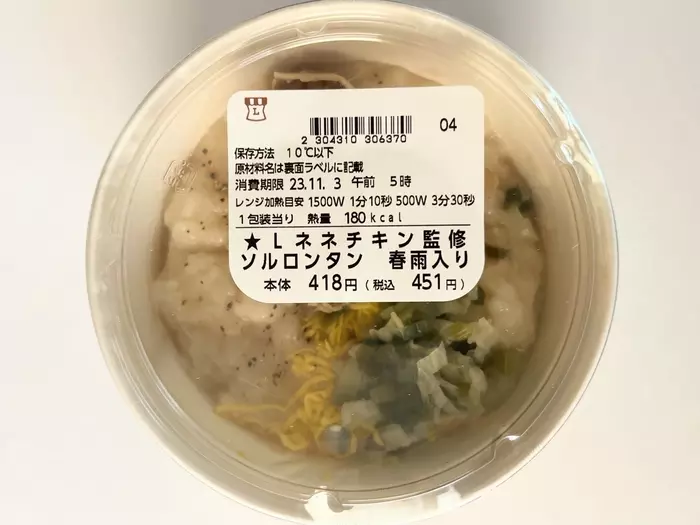 L
2 304310 306370
04
保存方法 10℃以下
原材料名は裏面ラベルに記載
消費期限 23.11. 3 午前 5時
レンジ加熱目安 1500W 1分10秒 500W 3分30秒
1包装当り 熱量 180kcal
★Lネネチキン監修
ソルロンタン 春雨入り
本体 418円(税込 451円)